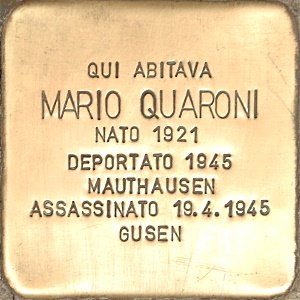 QUI ABITAVA
MARIO QUARONI
NATO 1921
DEPORTATO 1945
MAUTHAUSEN
ASSASSINATO 19.4.1945
GUSEN